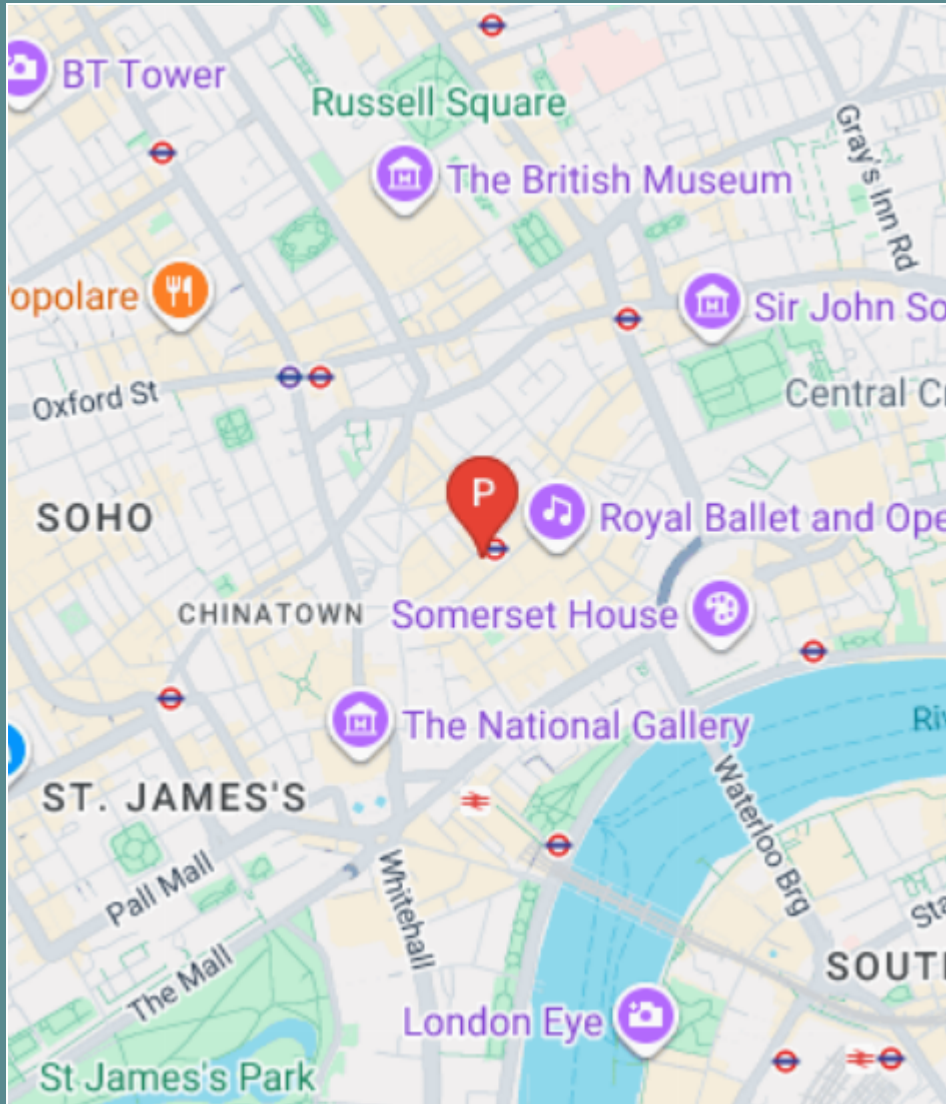 BT Tower
Russell Square
Gray's Inn Rd
The British Museum
opolare
Sir John So
Oxford St
Central C
P
SOHO
Royal Ballet and Ope
CHINATOWN
Somerset House
The National Gallery
Riv
ST. JAMES'S
Waterloo Brg
Pall Mall
Whitehall
Sta
The Mall
SOUT
London Eye
St James's Park